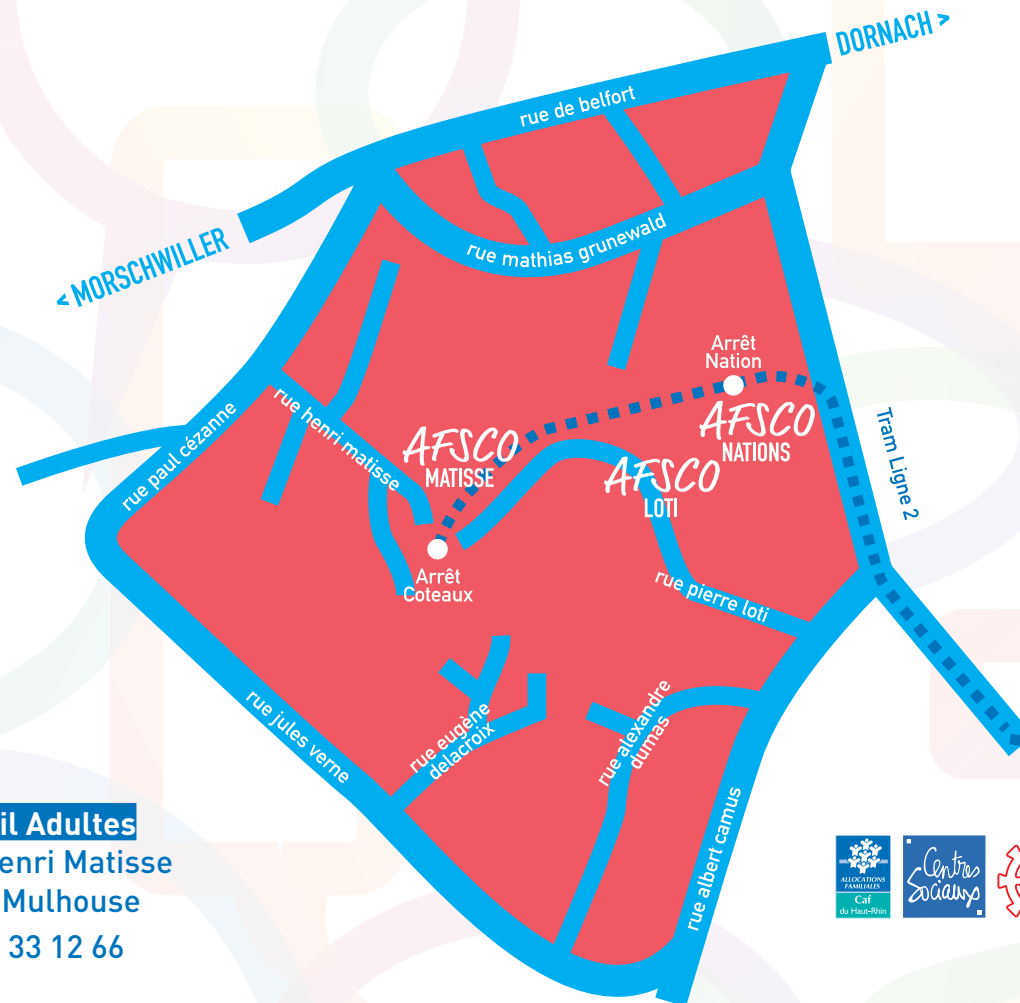 DORNACH >
rue de belfort
< MORSCHWILLER
rue mathias grunewald
Arrêt
Nation
AFSCO
NATIONS
rue paul cézanne
rue henri matisse
AFSCO
MATISSE
AFSCO
LOTI
Tram Ligne 2
Arrêt
Coteaux
rue pierre loti
rue jules verne
rue eugène
delacroix
rue alexandre
dumas
rue albert camus
il Adultes
enri Matisse
Mulhouse
33 12 66
ALLOCATIONS
FAMILIALES
Caf
du Haut-Rhin
Centres
Sociaux